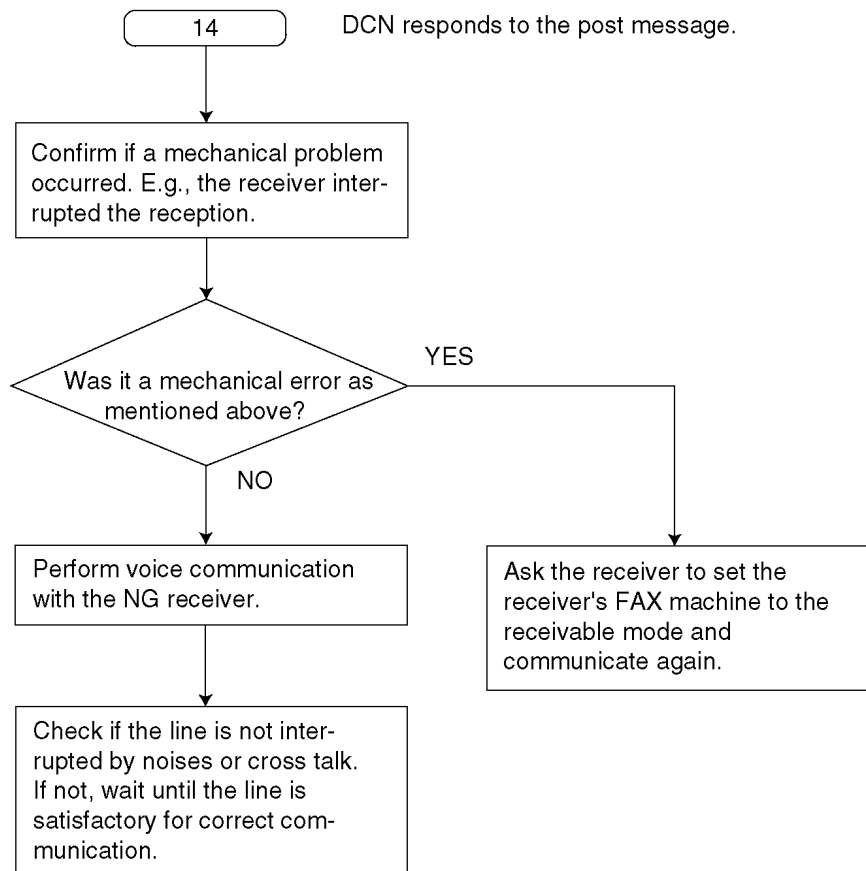 14
DCN responds to the post message.
Confirm if a mechanical problem
occurred. E.g., the receiver inter-
rupted the reception.
YES
Was it a mechanical error as
mentioned above?
NO
Perform voice communication
with the NG receiver.
Ask the receiver to set the
receiver's FAX machine to the
receivable mode and
communicate again.
Check if the line is not inter-
rupted by noises or cross talk.
If not, wait until the line is
satisfactory for correct com-
munication.